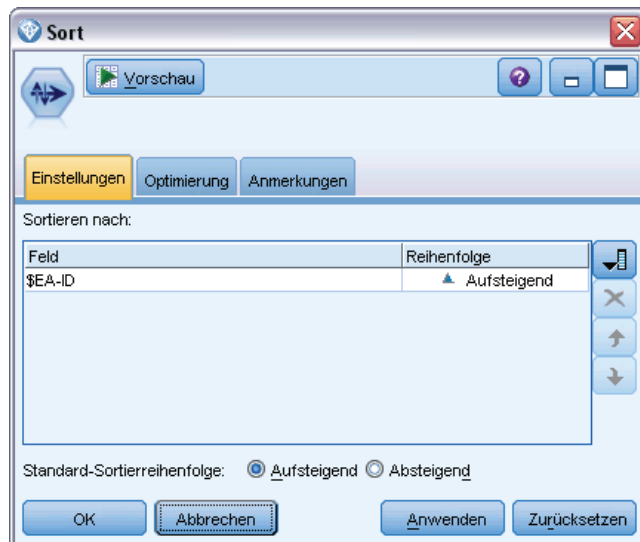 Sort
Vorschau
Einstellungen Optimierung Anmerkungen
Sortieren nach:
Feld Reihenfolge
$EA-ID Aufsteigend
Standard-Sortierreihenfolge: Aufsteigend Absteigend
OK Abbrechen Anwenden Zurücksetzen